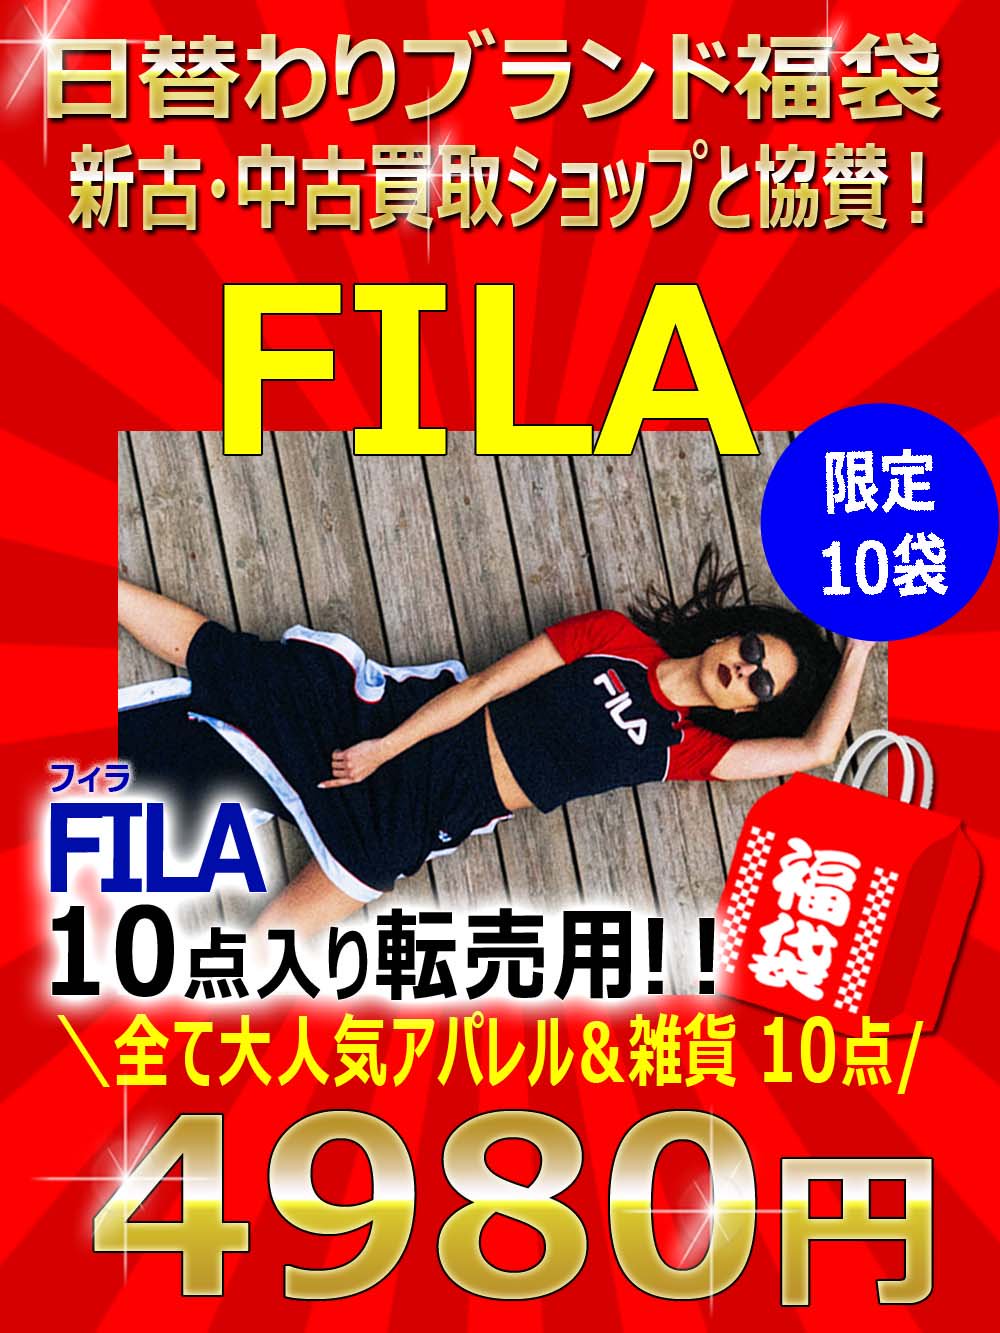 日替わりブランド福袋
新古・中古買取ショップと協賛！
FILA
限定
10袋
FILA
フィラ
FILA
10点入り転売用！！
福袋
＼全て大人気アパレル＆雑貨 10点/
4980円